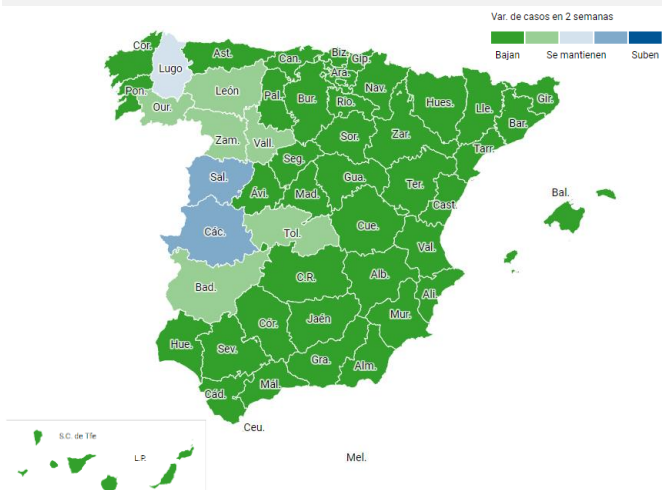 Var. de casos en 2 semanas
Bajan Se mantienen Suben
Cor. Lugo Ast. Can. Biz. Gip.
Ara. Nav.
Pon. Our. León Pal. Bur. Rio. Hues. Lle. Gir.
Bar.
Zam. Vall. Sor. Zar. Tarr.
Seg.
Sal. Ávi. Mad. Gua. Ter. Bal.
Cast.
Các. Tol. Cue. Val.
Bad. C.R. Alb. Ali.
Hue. Sev. Cór. Jaén Mur.
Gra. Alm.
Cád. Mál.
Ceu.
S.C. de Tfe
L.P. Mel.